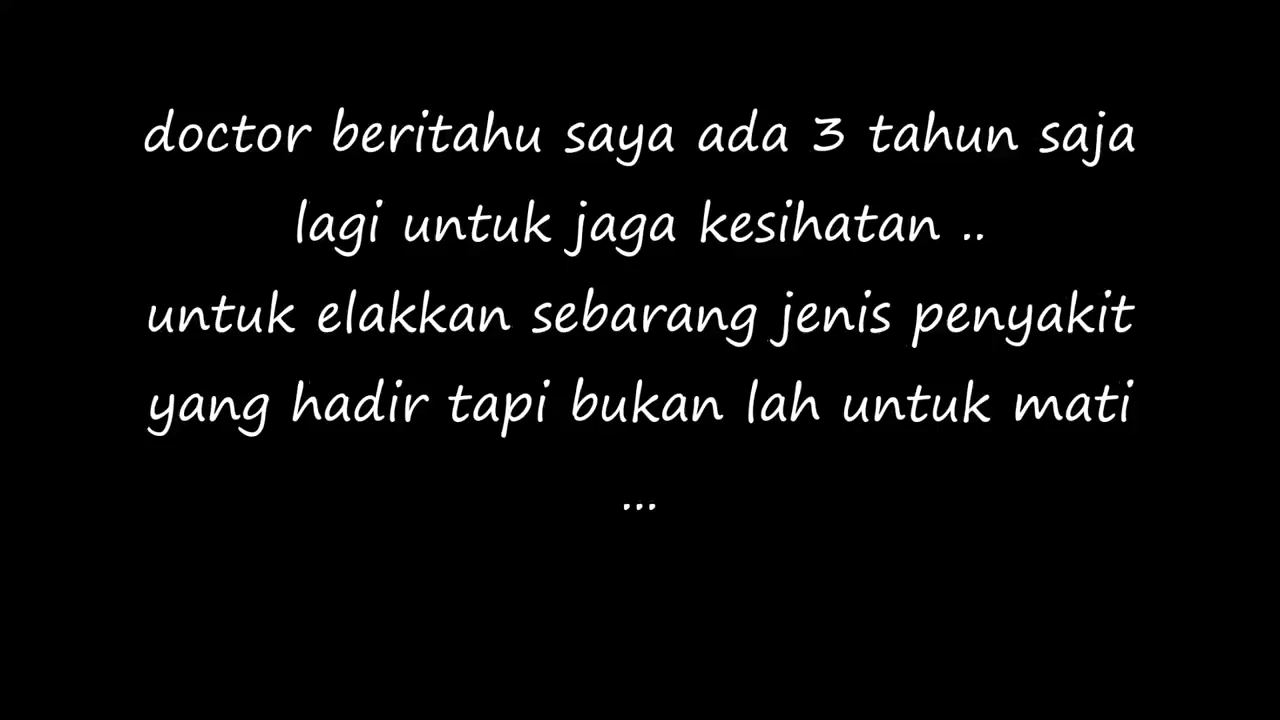 doctor beritahu saya ada 3 tahun saja
lagi untuk jaga kesihatan ..
untuk elakkan sebarang jenis penyakit
yang hadir tapi bukan lah untuk mati
...